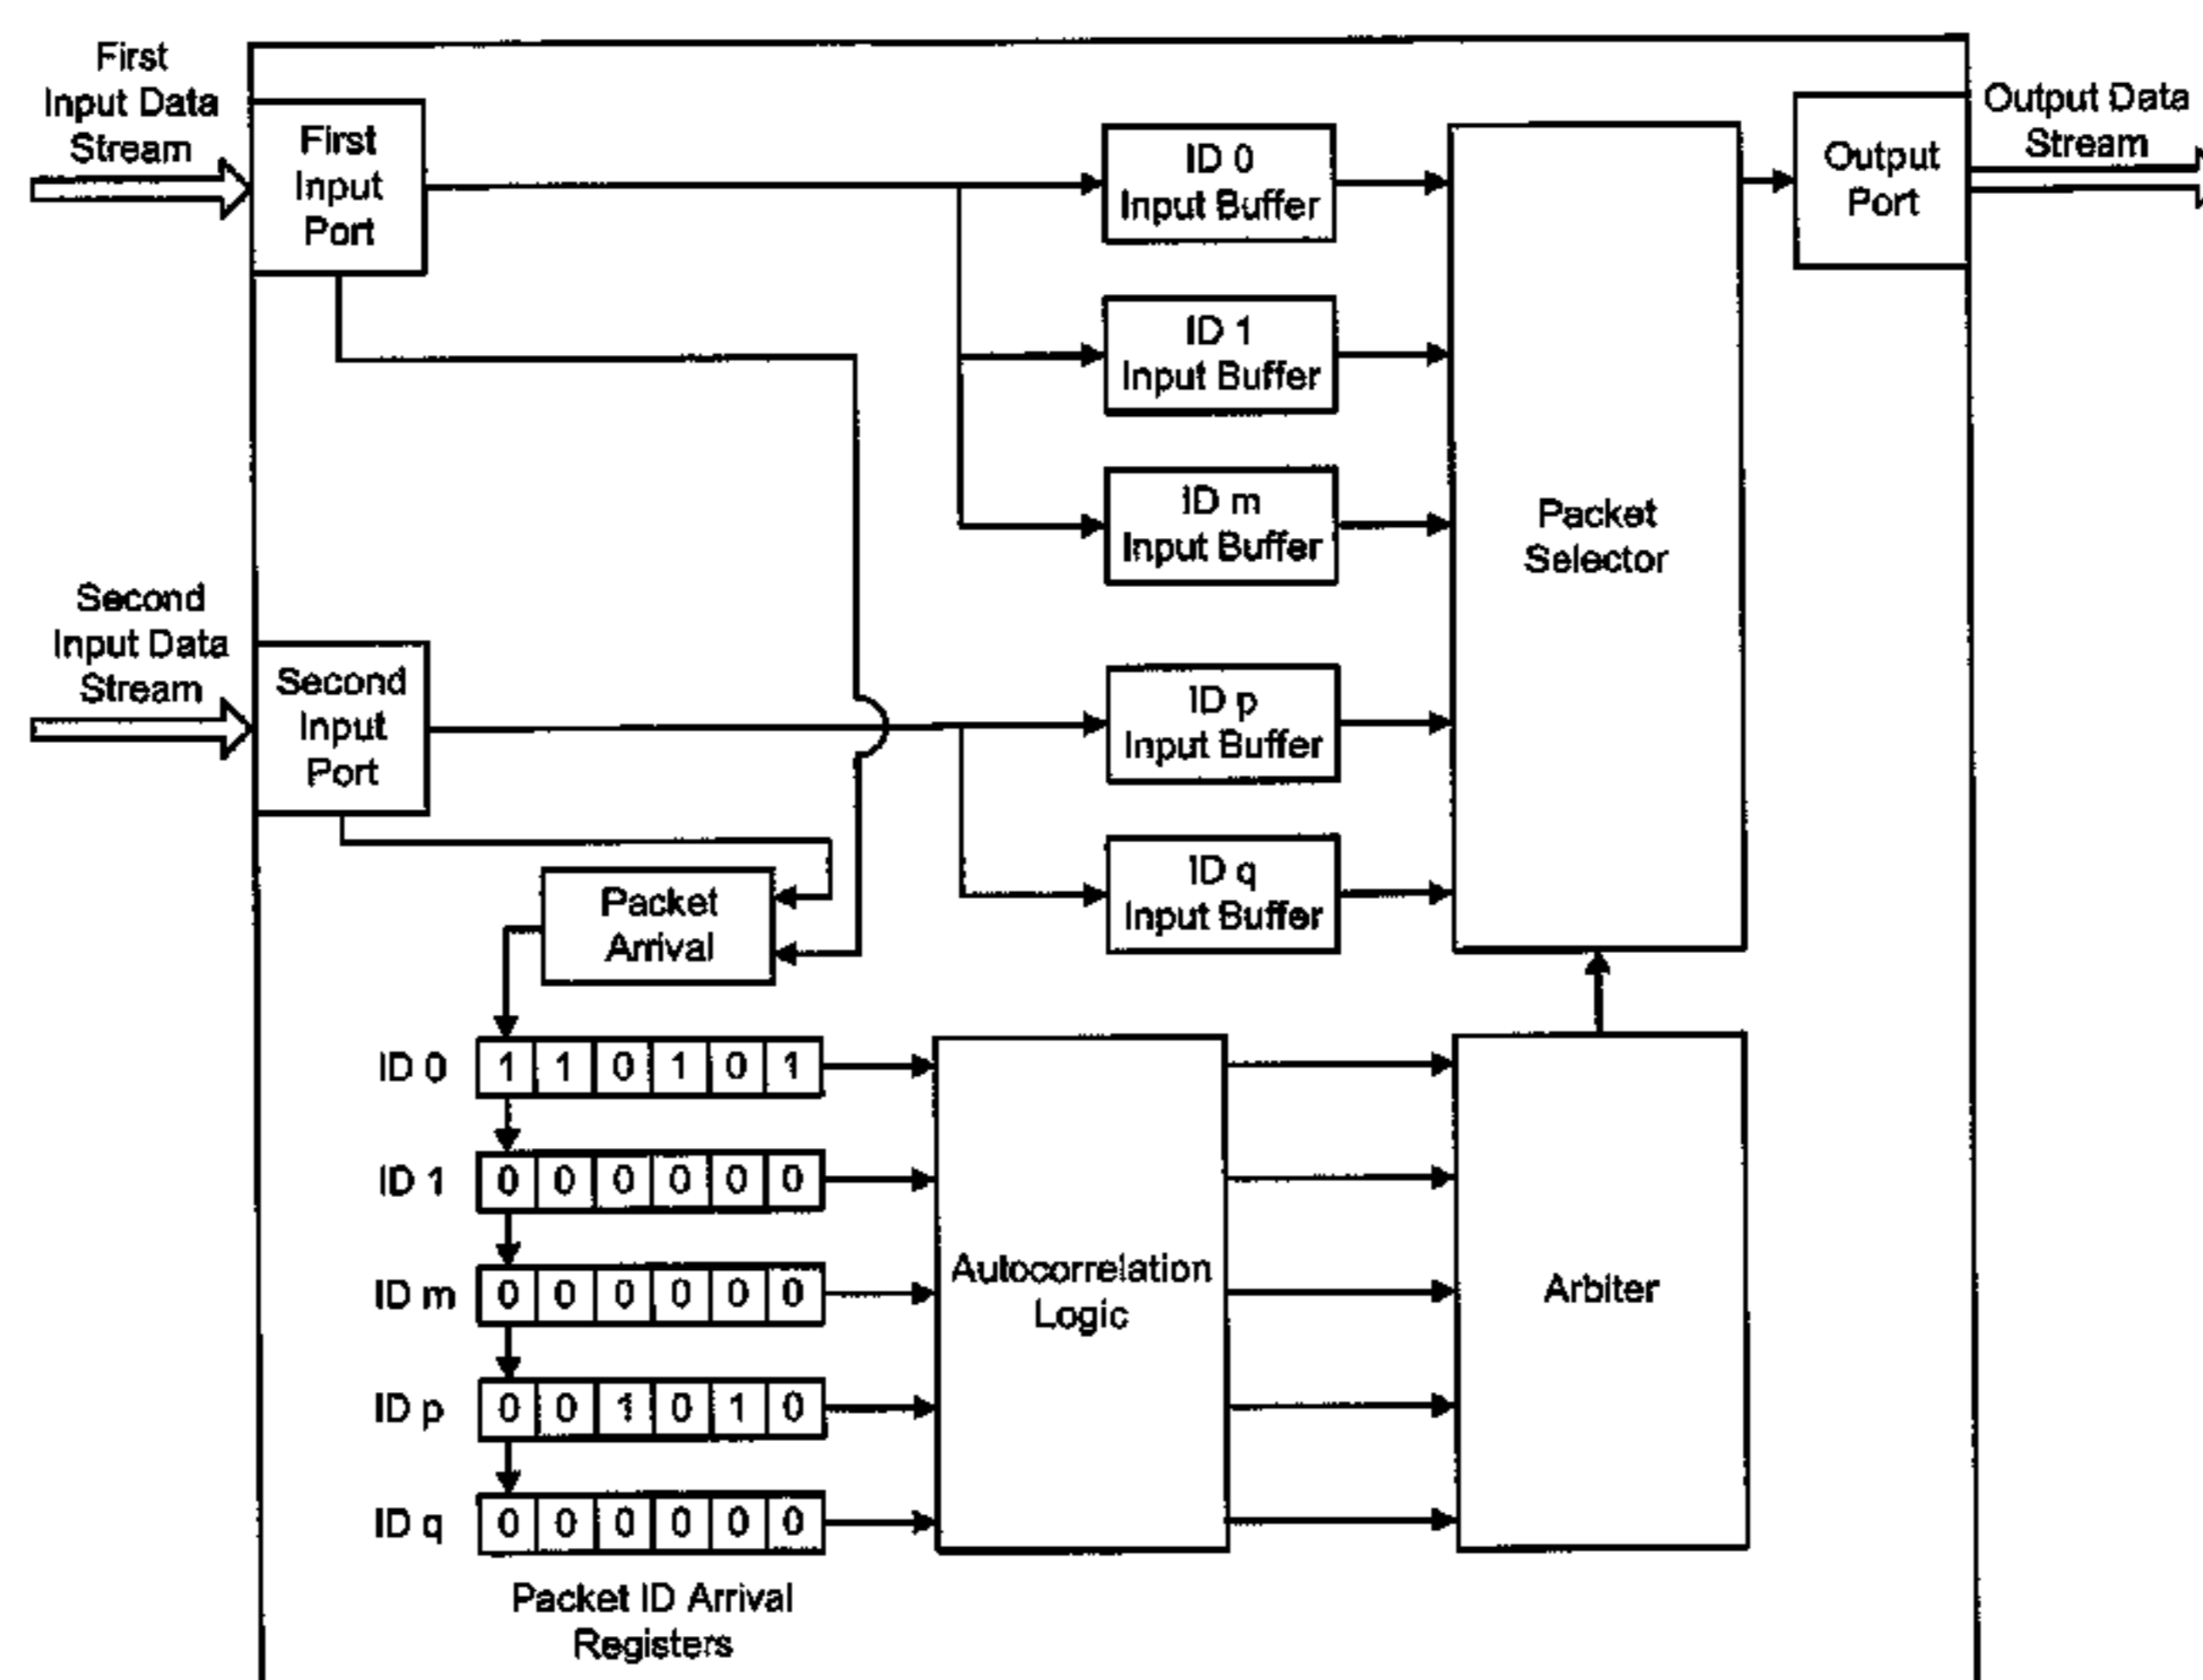 First
Input Data
Stream
First
Input
Port
ID 0
Input Buffer
ID 1
Input Buffer
ID m
Input Buffer
Packet
Selector
Output
Port
Output Data
Stream
Second
Input Data
Stream
Second
Input
Port
ID p
Input Buffer
ID q
Input Buffer
Packet
Arrival
ID 0 1 1 0 1 0 1
ID 1 0 0 0 0 0 0
ID m 0 0 0 0 0 0
ID p 0 0 1 0 1 0
ID q 0 0 0 0 0 0
Packet ID Arrival
Registers
Autocorrelation
Logic
Arbiter